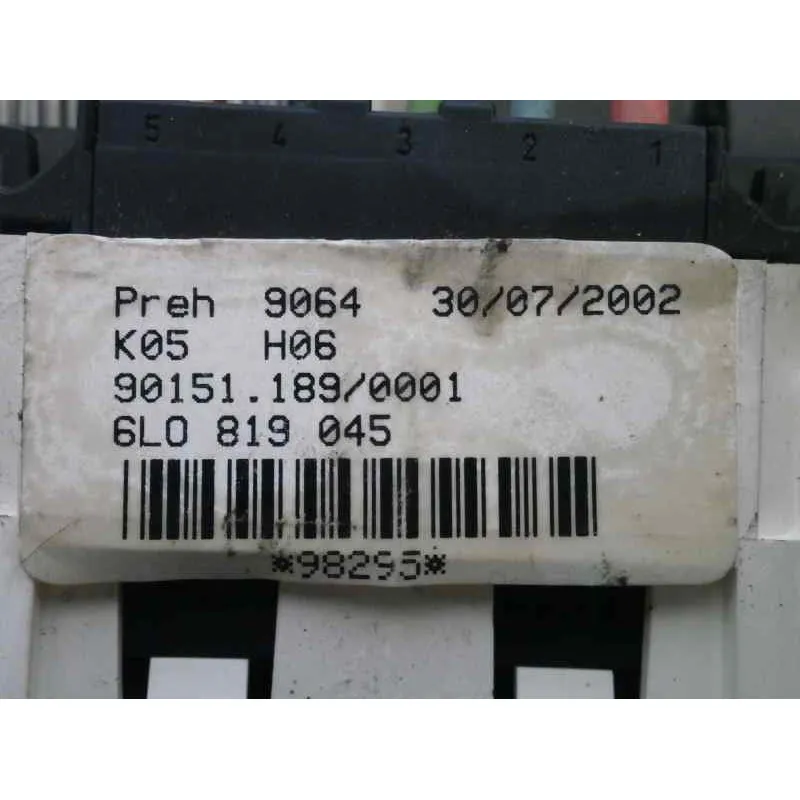 5 4 3 2 1
Preh 9064 30/07/2002
K05 H06
90151.189/0001
6L0 819 045
*98295*